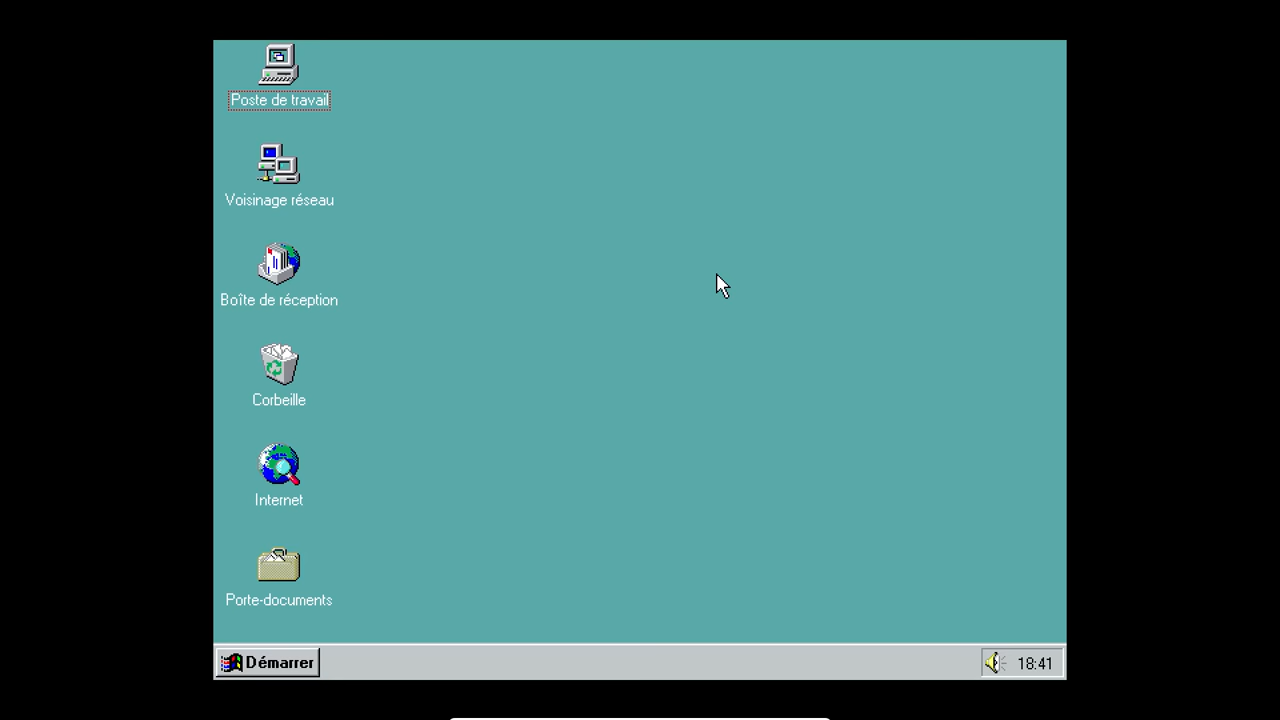 Poste de travail
Voisinage réseau
Boîte de réception
Corbeille
Internet
Porte-documents
Démarrer
18:41